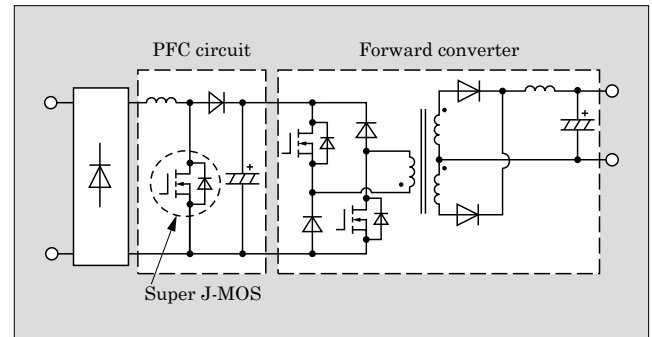 PFC circuit
Forward converter
+
+
Super J-MOS